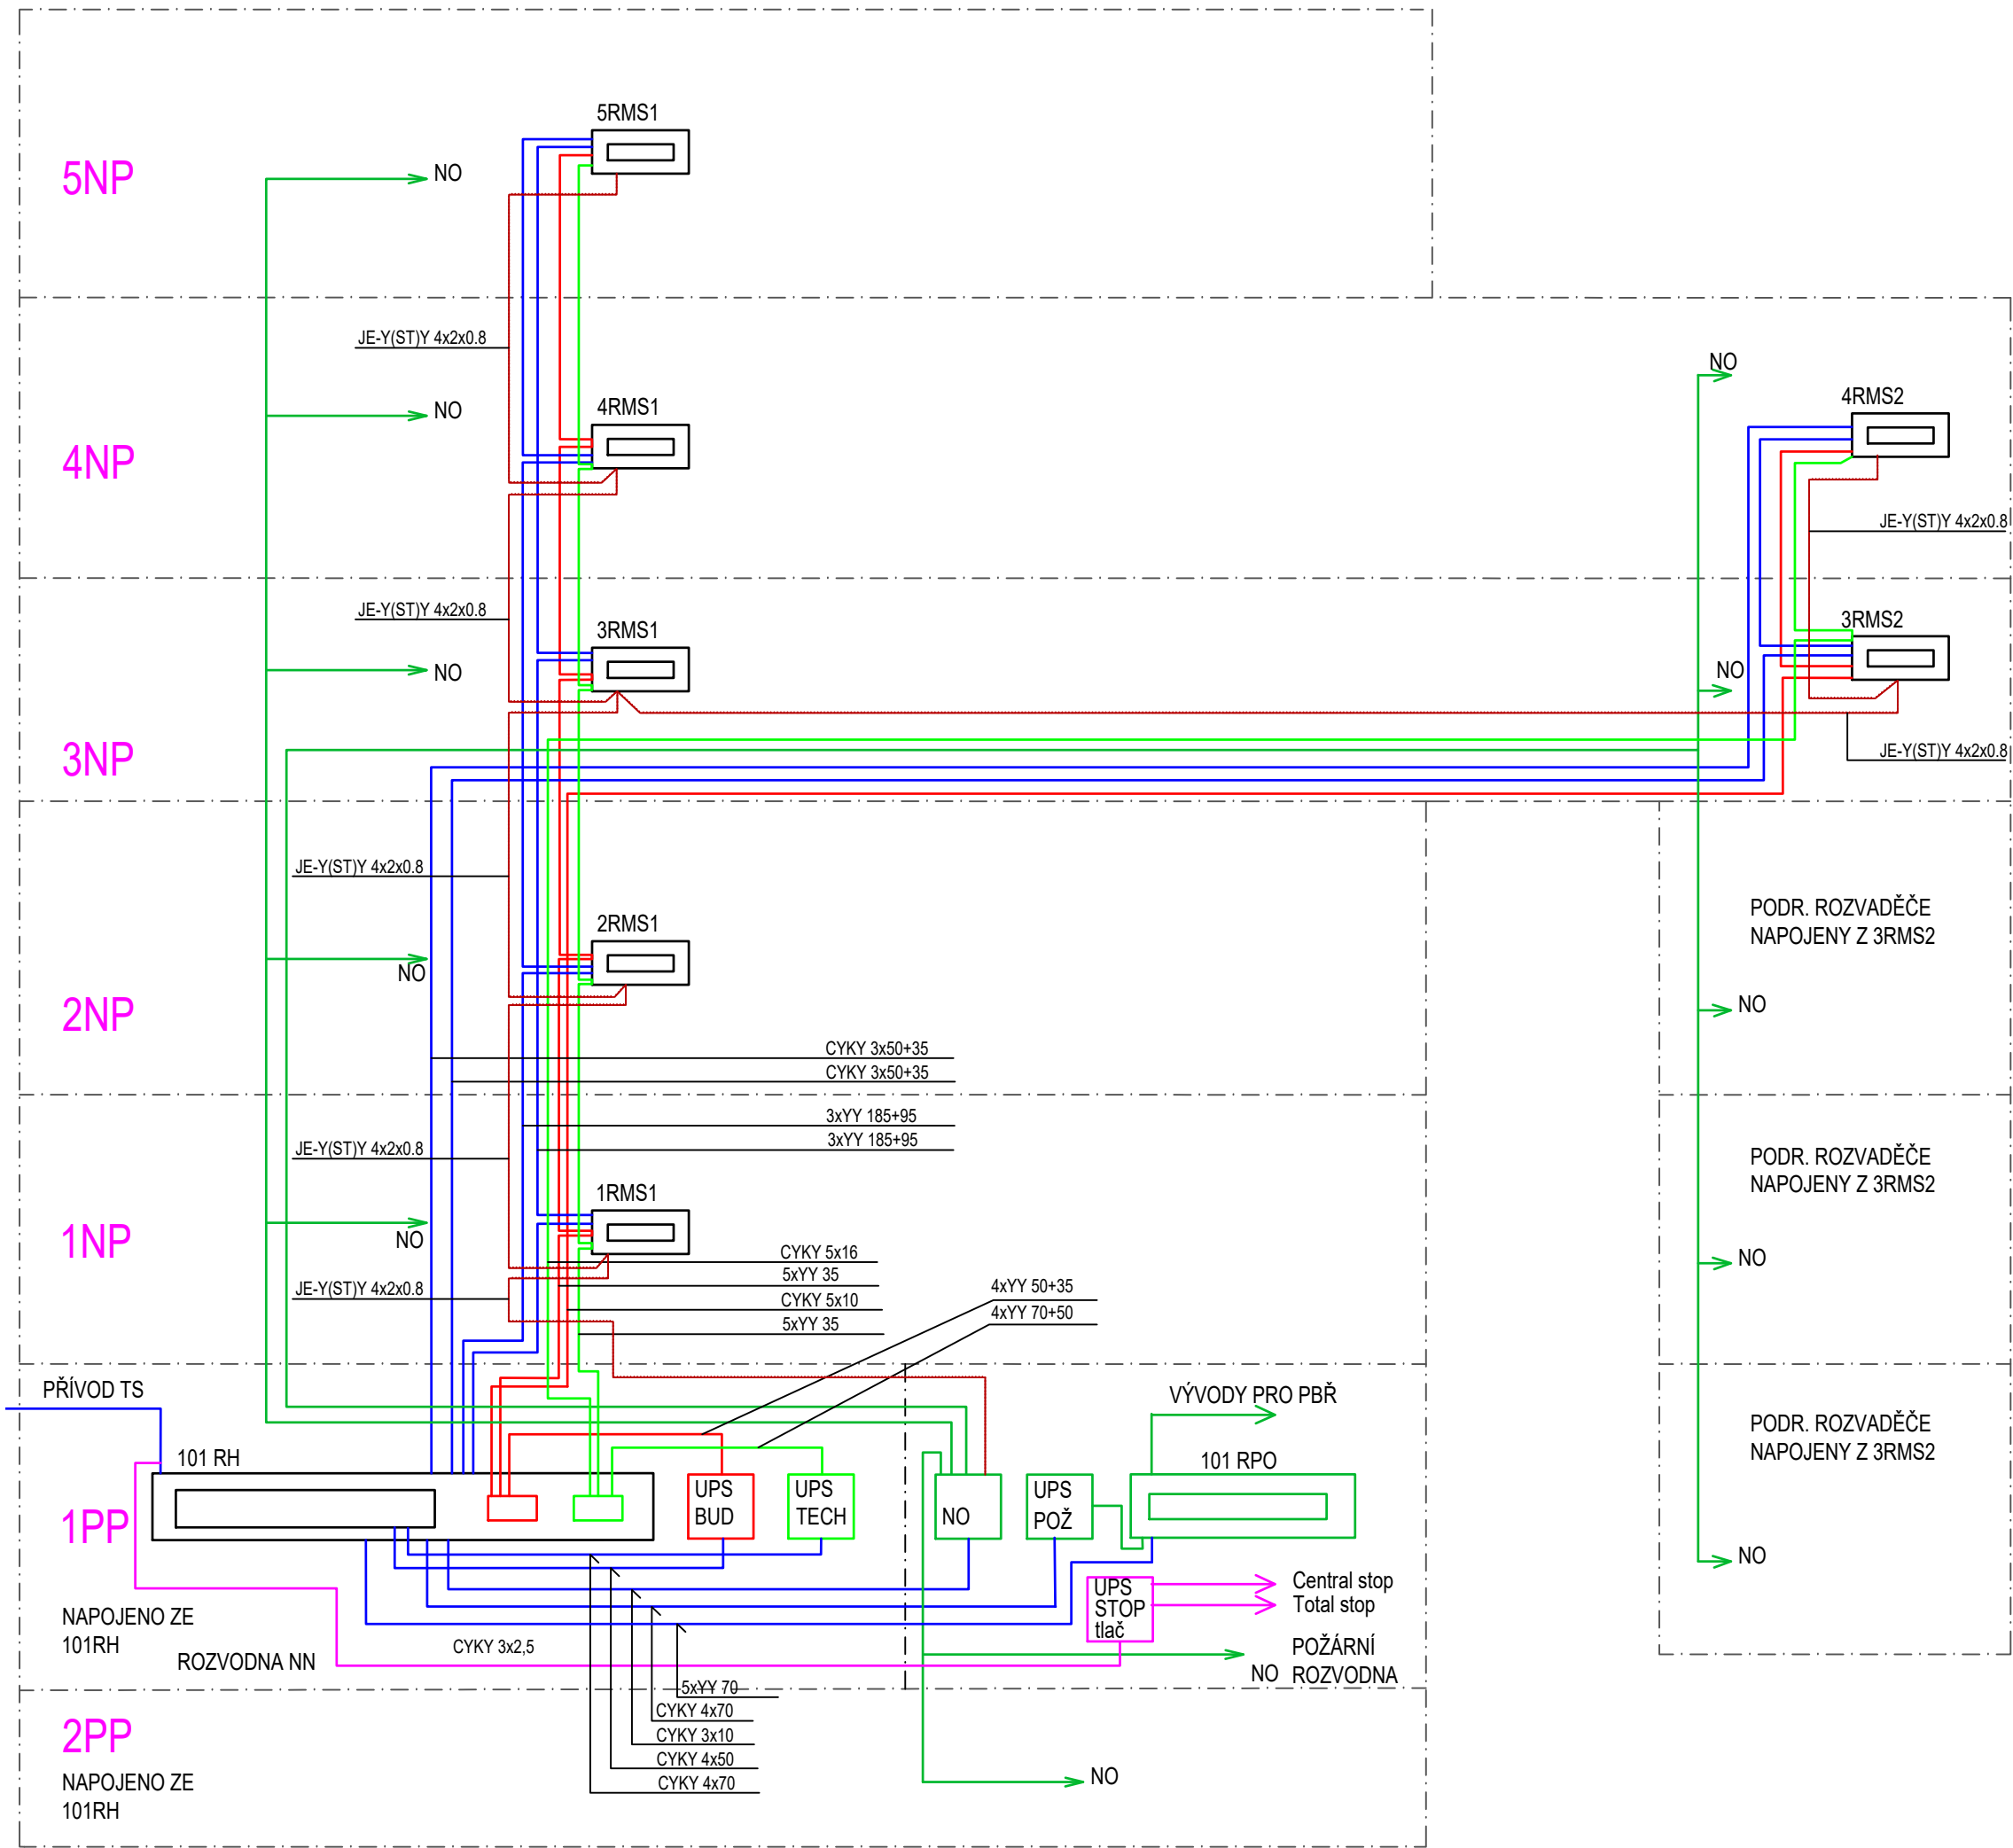 5RMS1
5NP
NO
JE-Y(ST)Y 4x2x0.8
NO
4RMS1
NO
4RMS2
4NP
JE-Y(ST)Y 4x2x0.8
JE-Y(ST)Y 4x2x0.8
3RMS1
3RMS2
NO
NO
3NP
JE-Y(ST)Y 4x2x0.8
JE-Y(ST)Y 4x2x0.8
2RMS1
PODR. ROZVADĚČE
NAPOJENY Z 3RMS2
NO
2NP
NO
CYKY 3x50+35
CYKY 3x50+35
3xYY 185+95
3xYY 185+95
JE-Y(ST)Y 4x2x0.8
PODR. ROZVADĚČE
NAPOJENY Z 3RMS2
1RMS1
1NP
NO
NO
CYKY 5x16
5xYY 35
CYKY 5x10
5xYY 35
4xYY 50+35
4xYY 70+50
JE-Y(ST)Y 4x2x0.8
PŘÍVOD TS
VÝVODY PRO PBŘ
PODR. ROZVADĚČE
NAPOJENY Z 3RMS2
101 RH
101 RPO
1PP
UPS
BUD
UPS
TECH
NO
UPS
POŽ
NO
UPS
STOP
tlač
Central stop
Total stop
NAPOJENO ZE
101RH
ROZVODNA NN
CYKY 3x2,5
POŽÁRNÍ
NO ROZVODNA
5xYY 70
CYKY 4x70
CYKY 3x10
CYKY 4x50
CYKY 4x70
2PP
NAPOJENO ZE
101RH
NO